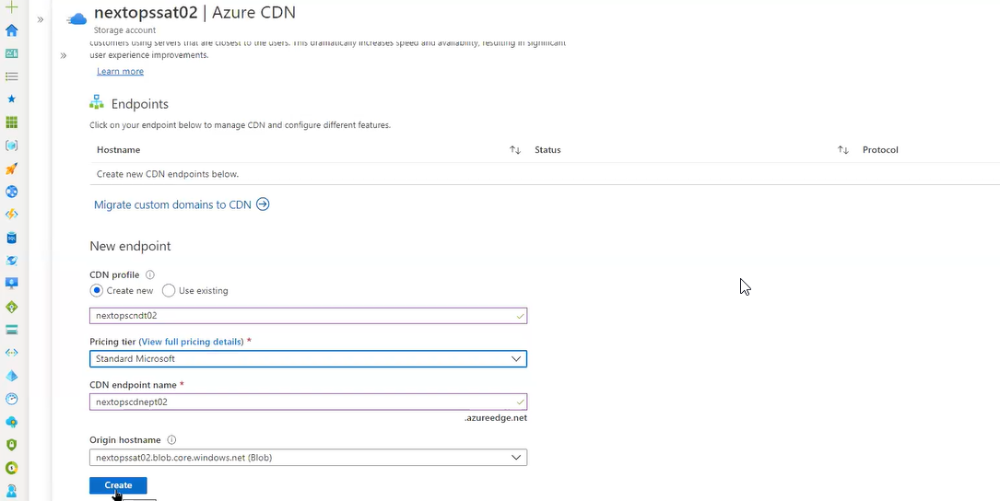 nextopssat02 | Azure CDN
Storage account
customers using servers that are closest to the users. This dramatically increases speed and availability, resulting in significant
user experience improvements.
Learn more
Endpoints
Click on your endpoint below to manage CDN and configure different features.
Hostname Status Protocol
Create new CDN endpoints below.
Migrate custom domains to CDN
New endpoint
CDN profile
Create new Use existing
nextopscndt02
Pricing tier (View full pricing details) *
Standard Microsoft
CDN endpoint name *
nextopscdnept02
.azureedge.net
Origin hostname
nextopssat02.blob.core.windows.net (Blob)
Create